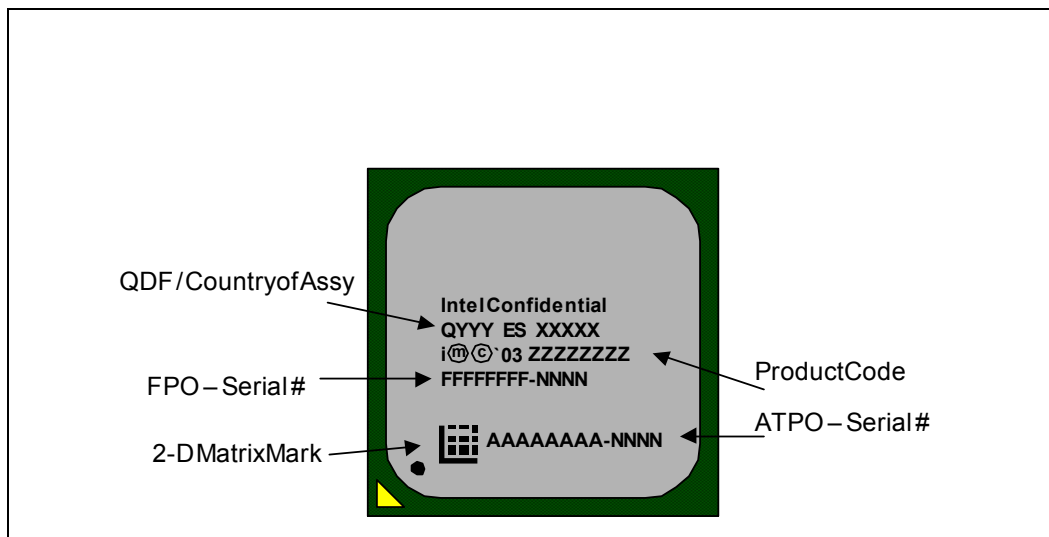 QDF/CountryofAssy
IntelConfidential
QYYY ES XXXXX
iⓜⓒ`03 ZZZZZZZZ
FFFFFFFF-NNNN
FPO–Serial#
ProductCode
2-DMatrixMark
AAAAAAAA-NNNN
ATPO–Serial#